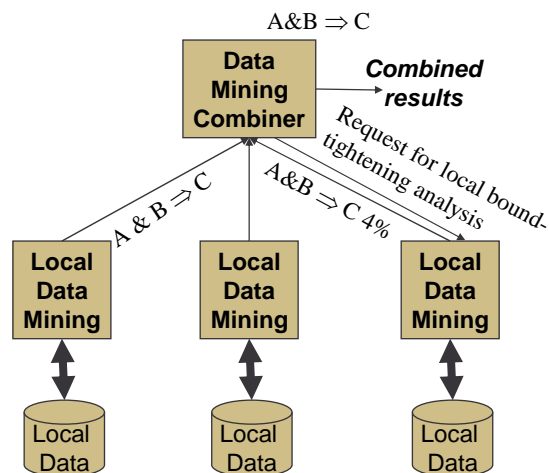 A&B ⇒ C
Data
Mining
Combiner
Combined
results
Request for local bound-
tightening analysis
A & B ⇒ C
A&B ⇒ C 4%
Local
Data
Mining
Local
Data
Mining
Local
Data
Mining
Local
Data
Local
Data
Local
Data